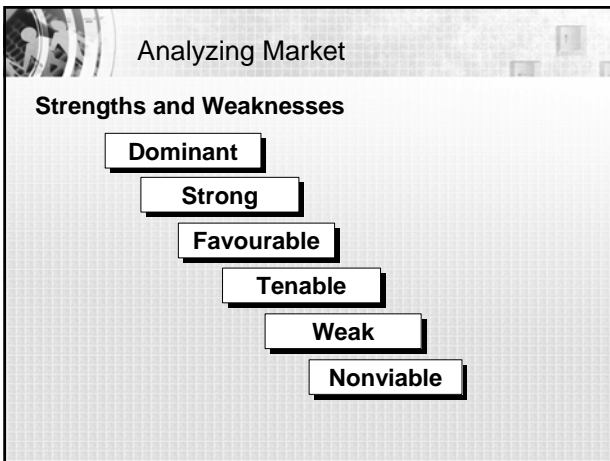 Analyzing Market
Strengths and Weaknesses
Dominant
Strong
Favourable
Tenable
Weak
Nonviable